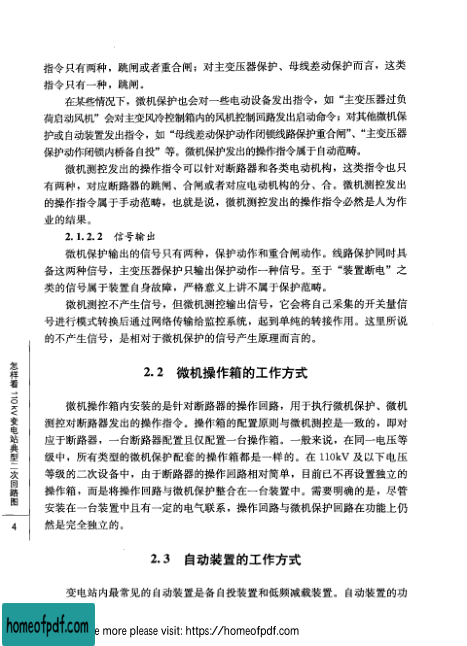 指令只有两种，跳闸或者重合闸；对主变压器保护、母线差动保护而言，这类
指令只有一种，跳闸。
在某些情况下，微机保护也会对一些电动设备发出指令，如“主变压器过负
荷启动风机”会对主变风冷控制箱内的风机控制回路发出启动命令；对其他微机保
护或自动装置发出指令，如“母线差动保护动作闭锁线路保护重合闸”、“主变压器
保护动作闭锁内桥备自投”等。微机保护发出的操作指令属于自动范畴。
微机测控发出的操作指令可以针对断路器和各类电动机构，这类指令也只
有两种，对应断路器的跳闸、合闸或者对应电动机构的分、合。微机测控发出
的操作指令属于手动范畴，也就是说，微机测控发出的操作指令必然是人为作
业的结果。
2.1.2.2 信号输出
微机保护输出的信号只有两种，保护动作和重合闸动作。线路保护同时具
备这两种信号，主变压器保护只输出保护动作一种信号。至于“装置断电”之
类的信号属于装置自身故障，严格意义上讲不属于保护范畴。
微机测控不产生信号，但微机测控输出信号，它会将自己采集的开关量信
号进行模式转换后通过网络传输给监控系统，起到单纯的转接作用。这里所说
的不产生信号，是相对于微机保护的信号产生原理而言的。
2.2 微机操作箱的工作方式
微机操作箱内安装的是针对断路器的操作回路，用于执行微机保护、微机
测控对断路器发出的操作指令。操作箱的配置原则与微机测控是一致的，即对
应于断路器，一台断路器配置且仅配置一台操作箱。一般来说，在同一电压等
级中，所有类型的微机保护配套的操作箱都是一样的。在110kV及以下电压
等级的二次设备中，由于断路器的操作回路相对简单，目前已不再设置独立的
操作箱，而是将操作回路与微机保护整合在一台装置中。需要明确的是，尽管
安装在一台装置中且有一定的电气联系，操作回路与微机保护回路在功能上仍
然是完全独立的。
2.3 自动装置的工作方式
变电站内最常见的自动装置是备自投装置和低频减载装置。自动装置的功
怎样看110kV变电站典型二次回路图
4
homeofpdf.com
e more please visit: https://homeofpdf.com